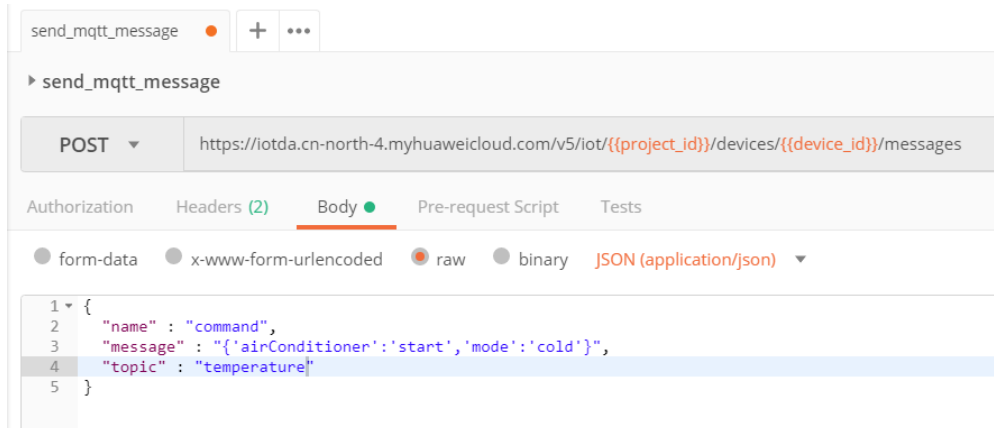 send_mqtt_message
send_mqtt_message
POST https://iotda.cn-north-4.myhuaweicloud.com/v5/iot/{{project_id}}/devices/{{device_id}}/messages
Authorization Headers (2) Body Pre-request Script Tests
form-data x-www-form-urlencoded raw binary JSON (application/json)
1 {
2 "name" : "command",
3 "message" : "{'airConditioner':'start','mode':'cold'}",
4 "topic" : "temperature"
5 }